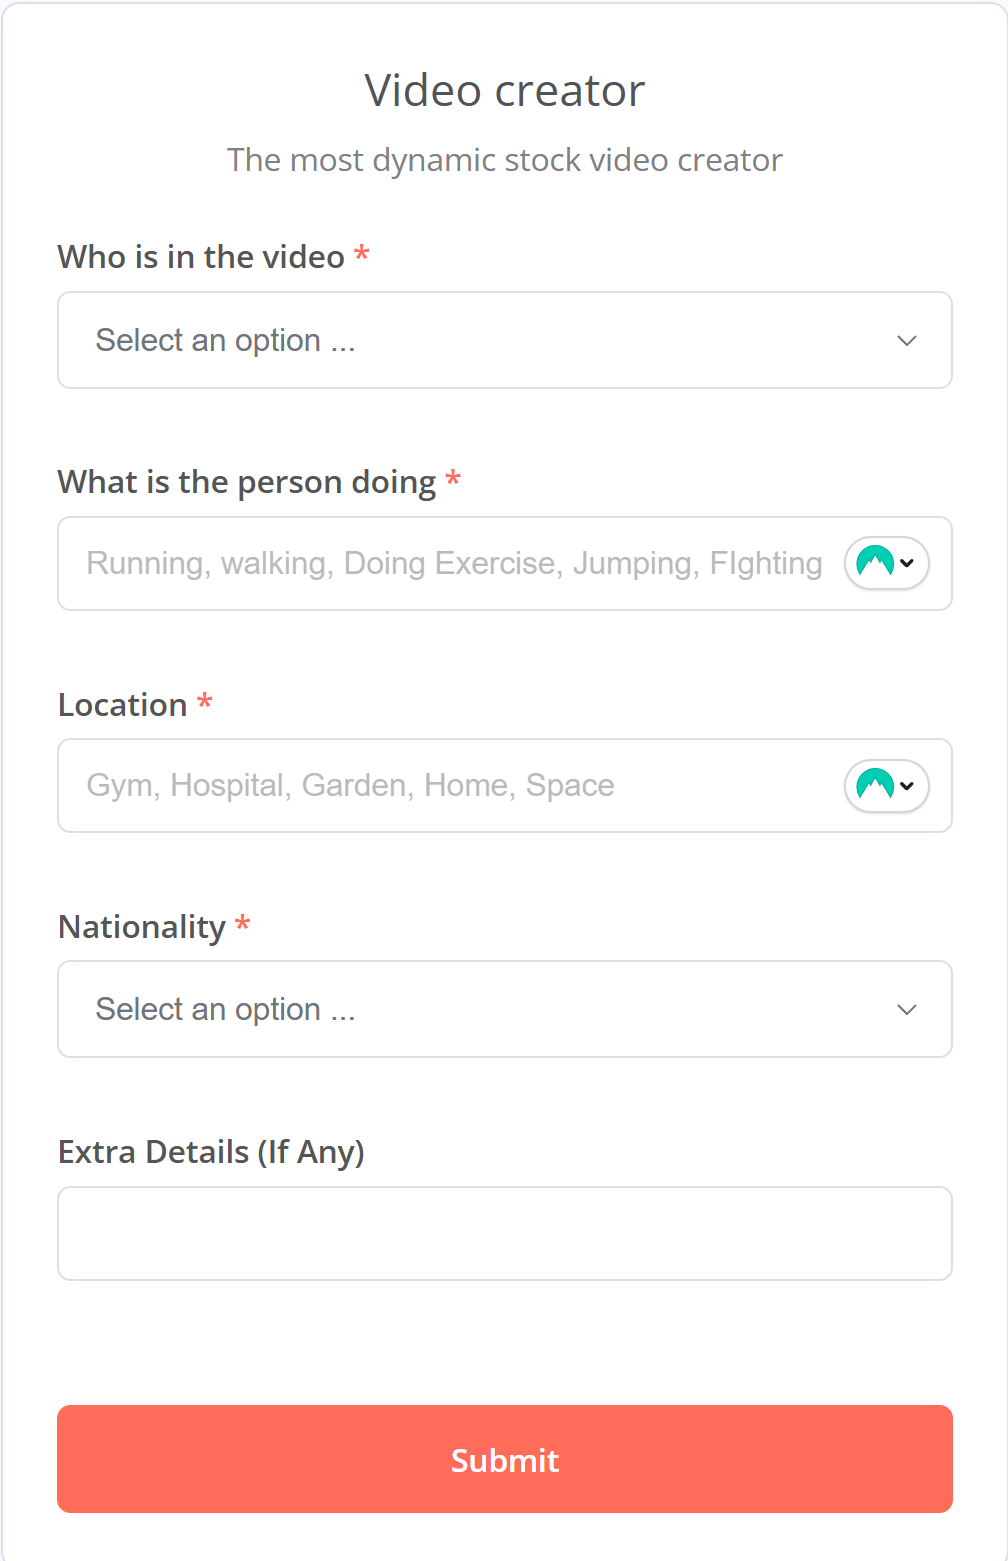 Video creator
The most dynamic stock video creator
Who is in the video *
Select an option ...
What is the person doing *
Running, walking, Doing Exercise, Jumping, FIghting
Location *
Gym, Hospital, Garden, Home, Space
Nationality *
Select an option ...
Extra Details (If Any)
Submit